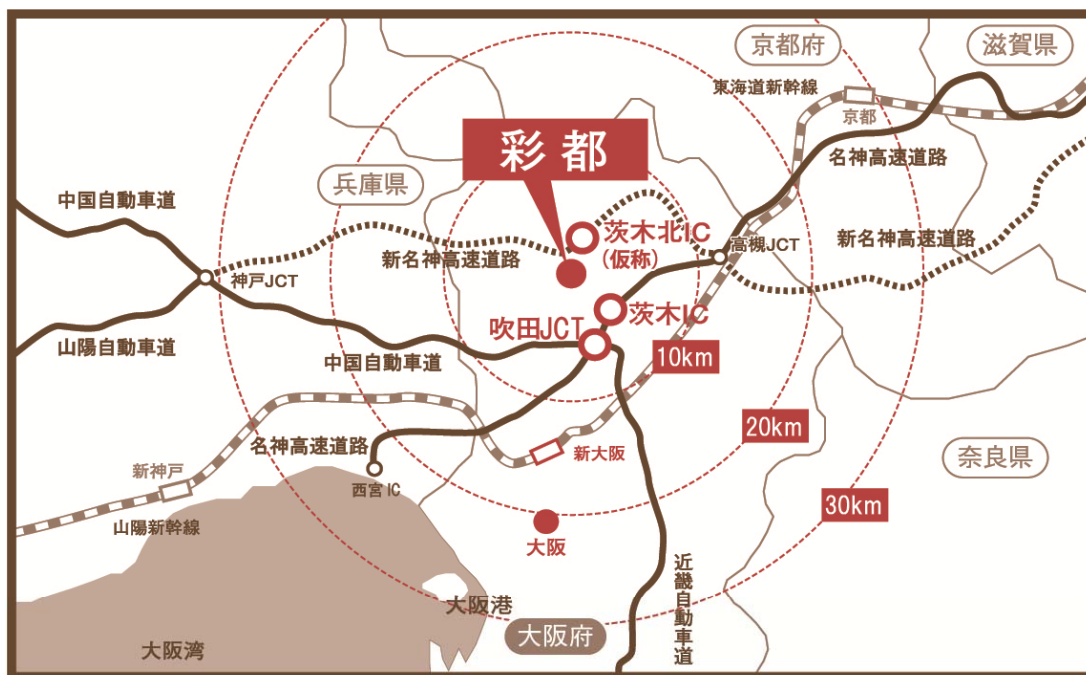 京都府
滋賀県
東海道新幹線
京都
彩都
名神高速道路
兵庫県
中国自動車道
茨木北IC
(仮称)
高槻JCT
新名神高速道路
新名神高速道路
神戸JCT
茨木IC
吹田JCT
山陽自動車道
中国自動車道
10km
20km
名神高速道路
新大阪
奈良県
新神戸
西宮IC
30km
山陽新幹線
大阪
近畿自動車道
大阪港
大阪府
大阪湾